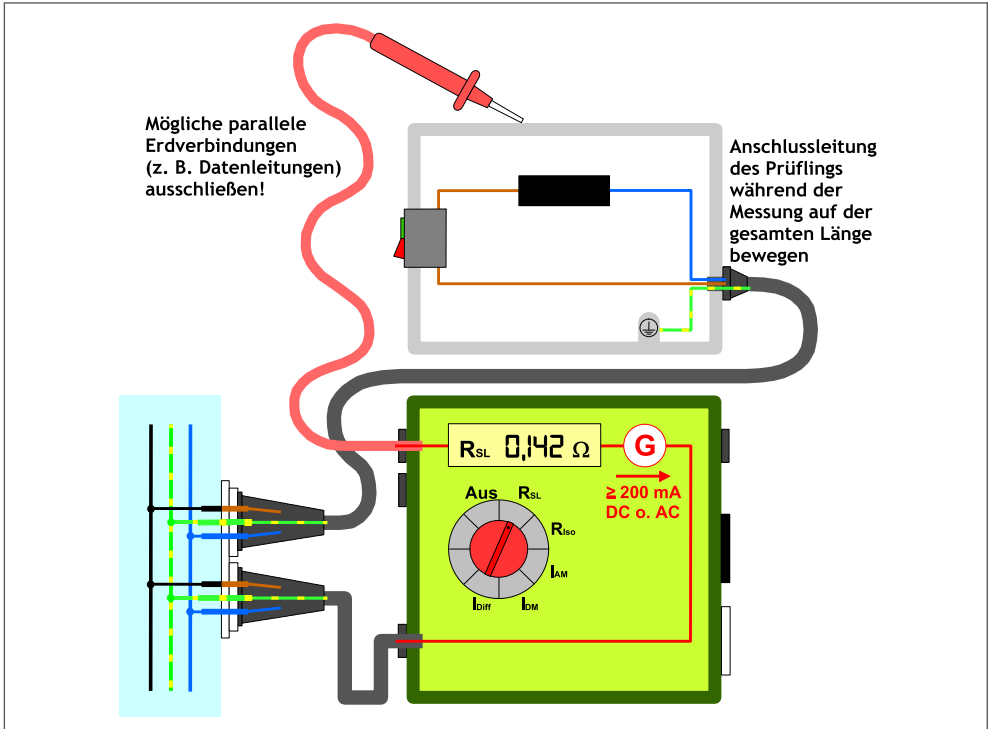 Mögliche parallele
Erdverbindungen
(z. B. Datenleitungen)
ausschließen!
Anschlussleitung
des Prüflings
während der
Messung auf der
gesamten Länge
bewegen
RSL 0,142 Ω
G
≥ 200 mA
DC o. AC
Aus
RSL
RIso
IAM
IDM
IDiff